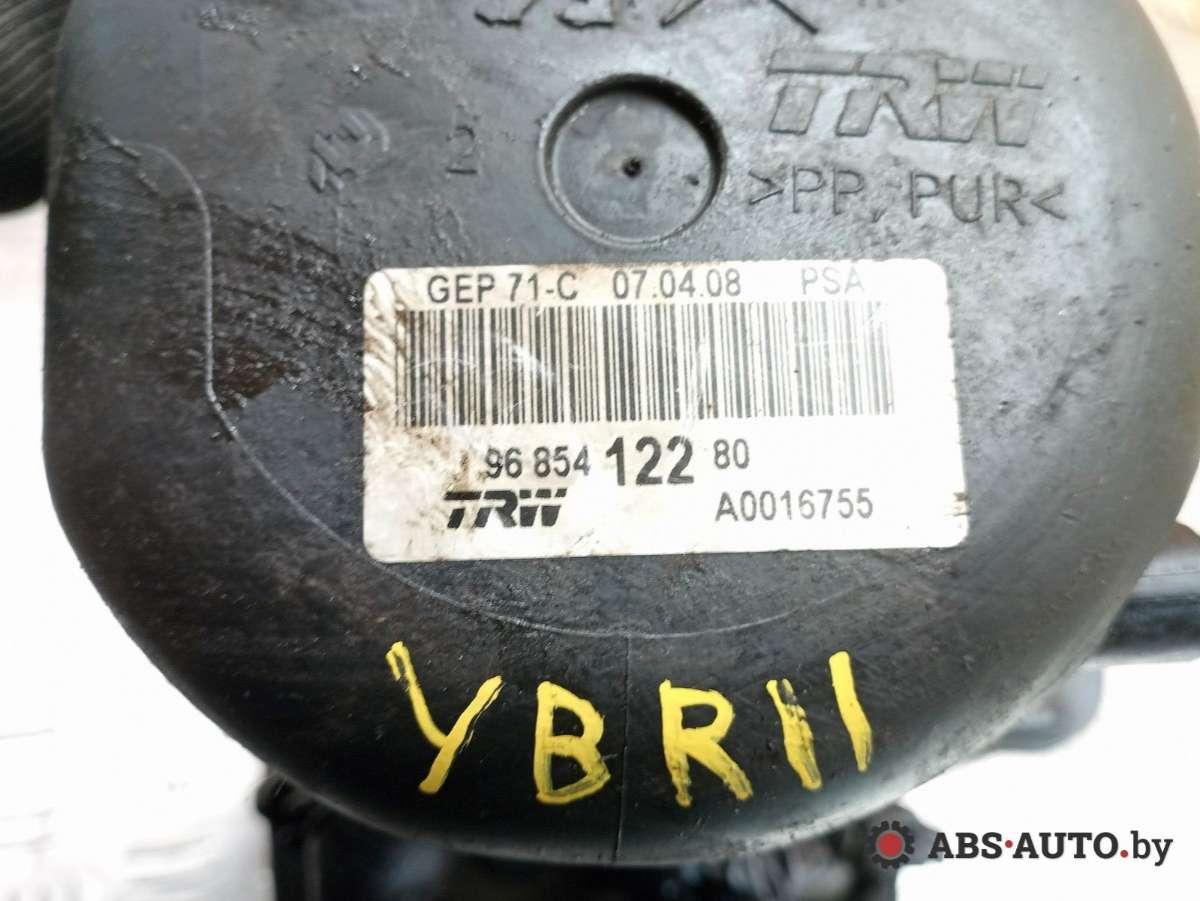 TRW
>PP, PUR<
GEP 71-C 07.04.08 PSA
96 854 122 80
TRW A0016755
YBR11
ABS·AUTO.by